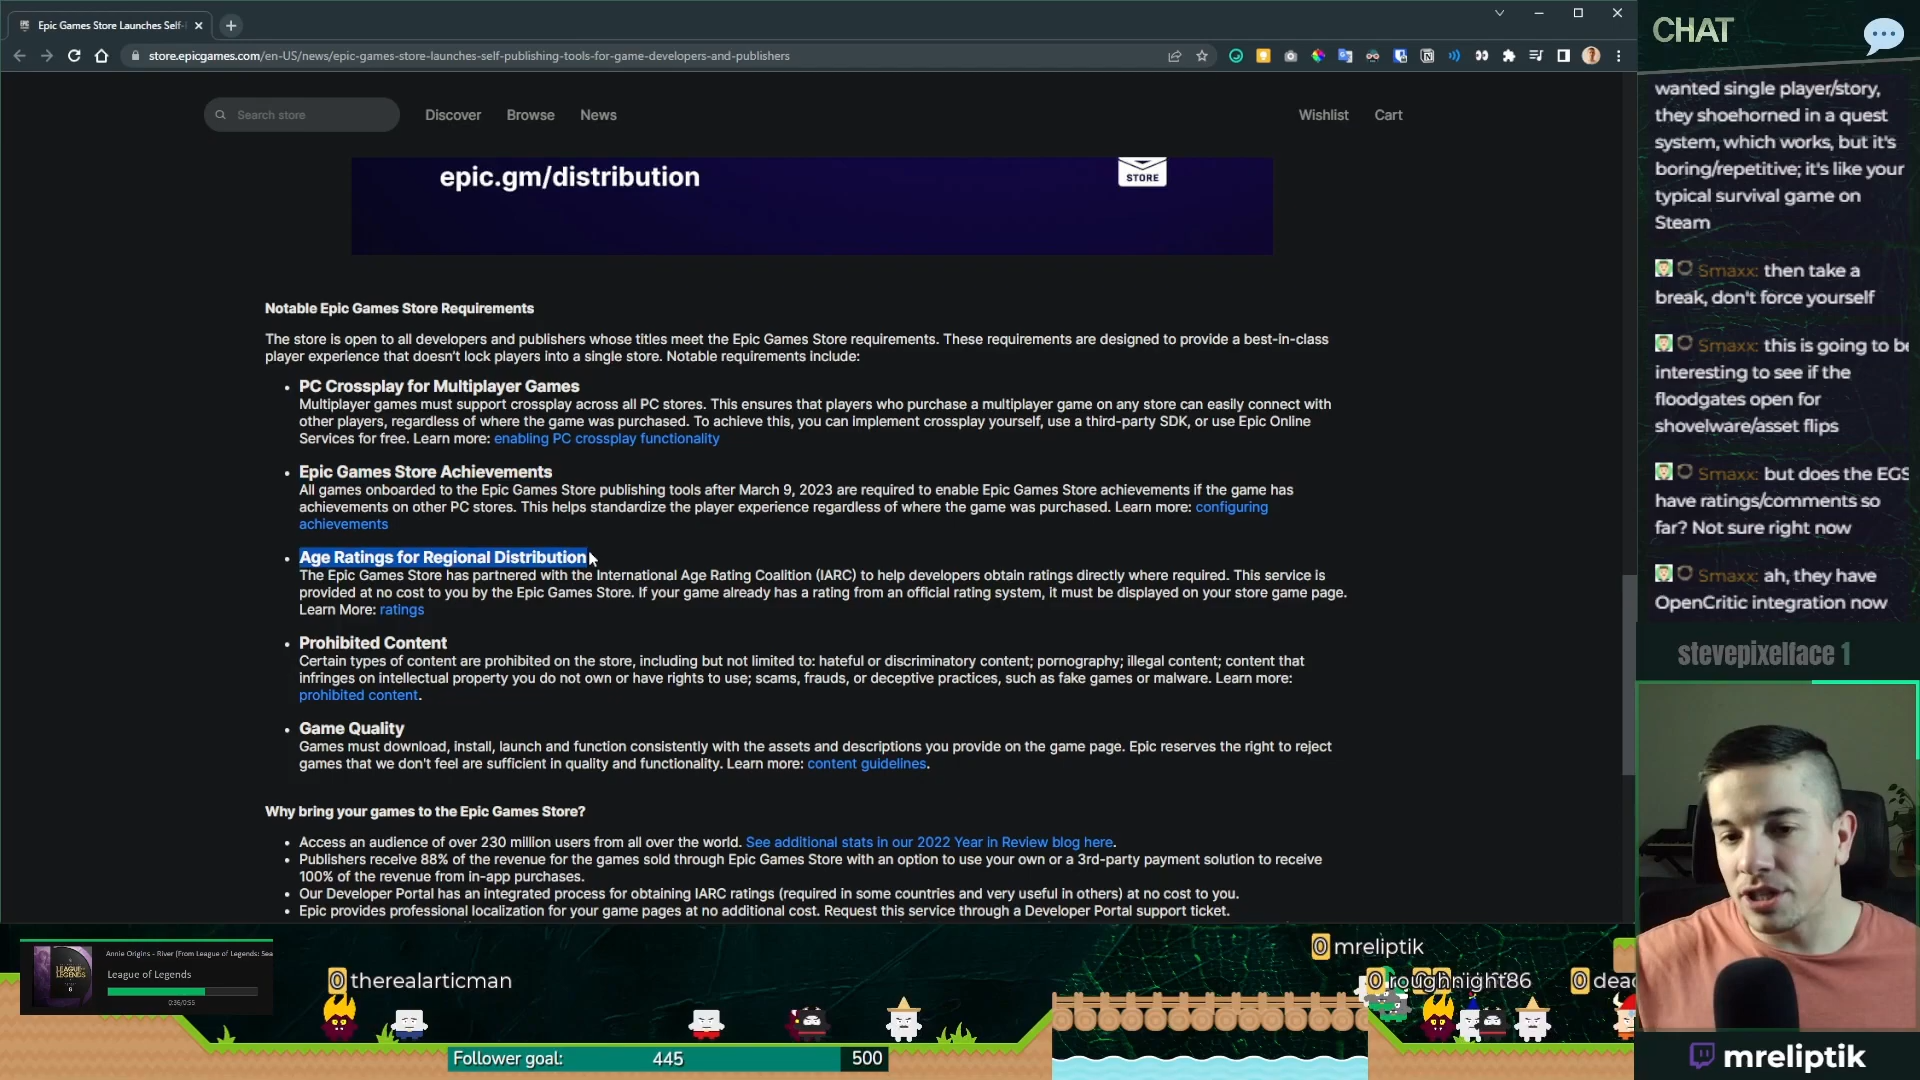 Epic Games Store Launches Self-
store.epicgames.com/en-US/news/epic-games-store-launches-self-publishing-tools-for-game-developers-and-publishers
Search store
Discover
Browse
News
Wishlist
Cart
epic.gm/distribution
STORE
Notable Epic Games Store Requirements
The store is open to all developers and publishers whose titles meet the Epic Games Store requirements. These requirements are designed to provide a best-in-class
player experience that doesn't lock players into a single store. Notable requirements include:
• PC Crossplay for Multiplayer Games
Multiplayer games must support crossplay across all PC stores. This ensures that players who purchase a multiplayer game on any store can easily connect with
other players, regardless of where the game was purchased. To achieve this, you can implement crossplay yourself, use a third-party SDK, or use Epic Online
Services for free. Learn more: enabling PC crossplay functionality
• Epic Games Store Achievements
All games onboarded to the Epic Games Store publishing tools after March 9, 2023 are required to enable Epic Games Store achievements if the game has
achievements on other PC stores. This helps standardize the player experience regardless of where the game was purchased. Learn more: configuring
achievements
• Age Ratings for Regional Distribution
The Epic Games Store has partnered with the International Age Rating Coalition (IARC) to help developers obtain ratings directly where required. This service is
provided at no cost to you by the Epic Games Store. If your game already has a rating from an official rating system, it must be displayed on your store game page.
Learn More: ratings
• Prohibited Content
Certain types of content are prohibited on the store, including but not limited to: hateful or discriminatory content; pornography; illegal content; content that
infringes on intellectual property you do not own or have rights to use; scams, frauds, or deceptive practices, such as fake games or malware. Learn more:
prohibited content.
• Game Quality
Games must download, install, launch and function consistently with the assets and descriptions you provide on the game page. Epic reserves the right to reject
games that we don't feel are sufficient in quality and functionality. Learn more: content guidelines.
Why bring your games to the Epic Games Store?
• Access an audience of over 230 million users from all over the world. See additional stats in our 2022 Year in Review blog here.
• Publishers receive 88% of the revenue for the games sold through Epic Games Store with an option to use your own or a 3rd-party payment solution to receive
100% of the revenue from in-app purchases.
• Our Developer Portal has an integrated process for obtaining IARC ratings (required in some countries and very useful in others) at no cost to you.
• Epic provides professional localization for your game pages at no additional cost. Request this service through a Developer Portal support ticket.
CHAT
wanted single player/story,
they shoehorned in a quest
system, which works, but it's
boring/repetitive; it's like your
typical survival game on
Steam
Smaxx: then take a
break, don't force yourself
Smaxx: this is going to be
interesting to see if the
floodgates open for
shovelware/asset flips
Smaxx: but does the EGS
have ratings/comments so
far? Not sure right now
Smaxx: ah, they have
OpenCritic integration now
stevepixelface 1
Annie Origins - River (From League of Legends: Sea
League of Legends
0:36/0:55
0 therealarticman
0 mreliptik
0 roughnight86
0 dead
Follower goal:
445
500
mreliptik